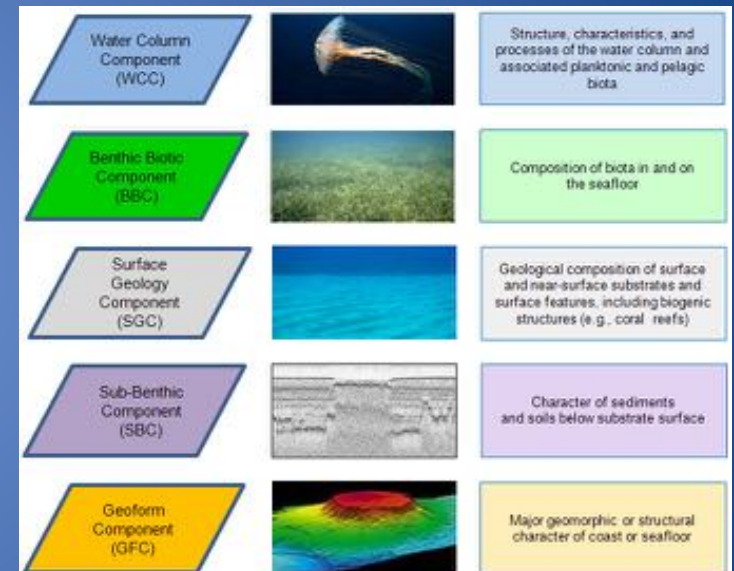 Water Column
Component
(WCC)
Structure, characteristics, and
processes of the water column and
associated planktonic and pelagic
biota
Benthic Biotic
Component
(BBC)
Composition of biota in and on
the seafloor
Surface
Geology
Component
(SGC)
Geological composition of surface
and near-surface substrates and
surface features, including biogenic
structures (e.g., coral reefs)
Sub-Benthic
Component
(SBC)
Character of sediments
and soils below substrate surface
Geoform
Component
(GFC)
Major geomorphic or structural
character of coast or seafloor